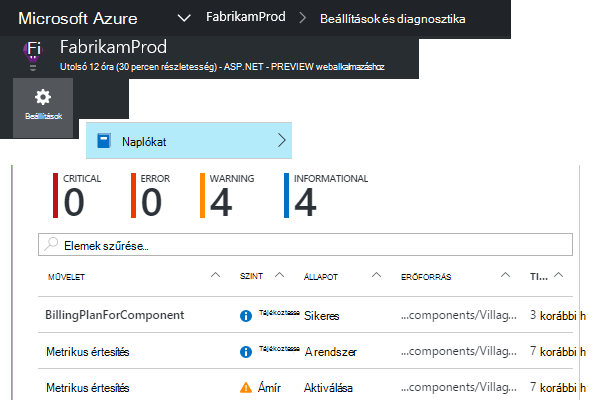 Microsoft Azure FabrikamProd Beállítások és diagnosztika
Fi FabrikamProd
Utolsó 12 óra (30 percen részletesség) - ASP.NET - PREVIEW webalkalmazáshoz
Beállítások
Naplókat
CRITICAL ERROR WARNING INFORMATIONAL
0 0 4 4
Elemek szűrése...
MŰVELET SZINT ÁLLAPOT ERŐFORRÁS TI...
BillingPlanForComponent Tájékoztassa Sikeres ...components/Villag... 3 korábbi h
Metrikus értesítés Tájékoztassa A rendszer ...components/Villag... 7 korábbi h
Metrikus értesítés Ámír Aktiválása ...components/Villag... 7 korábbi h